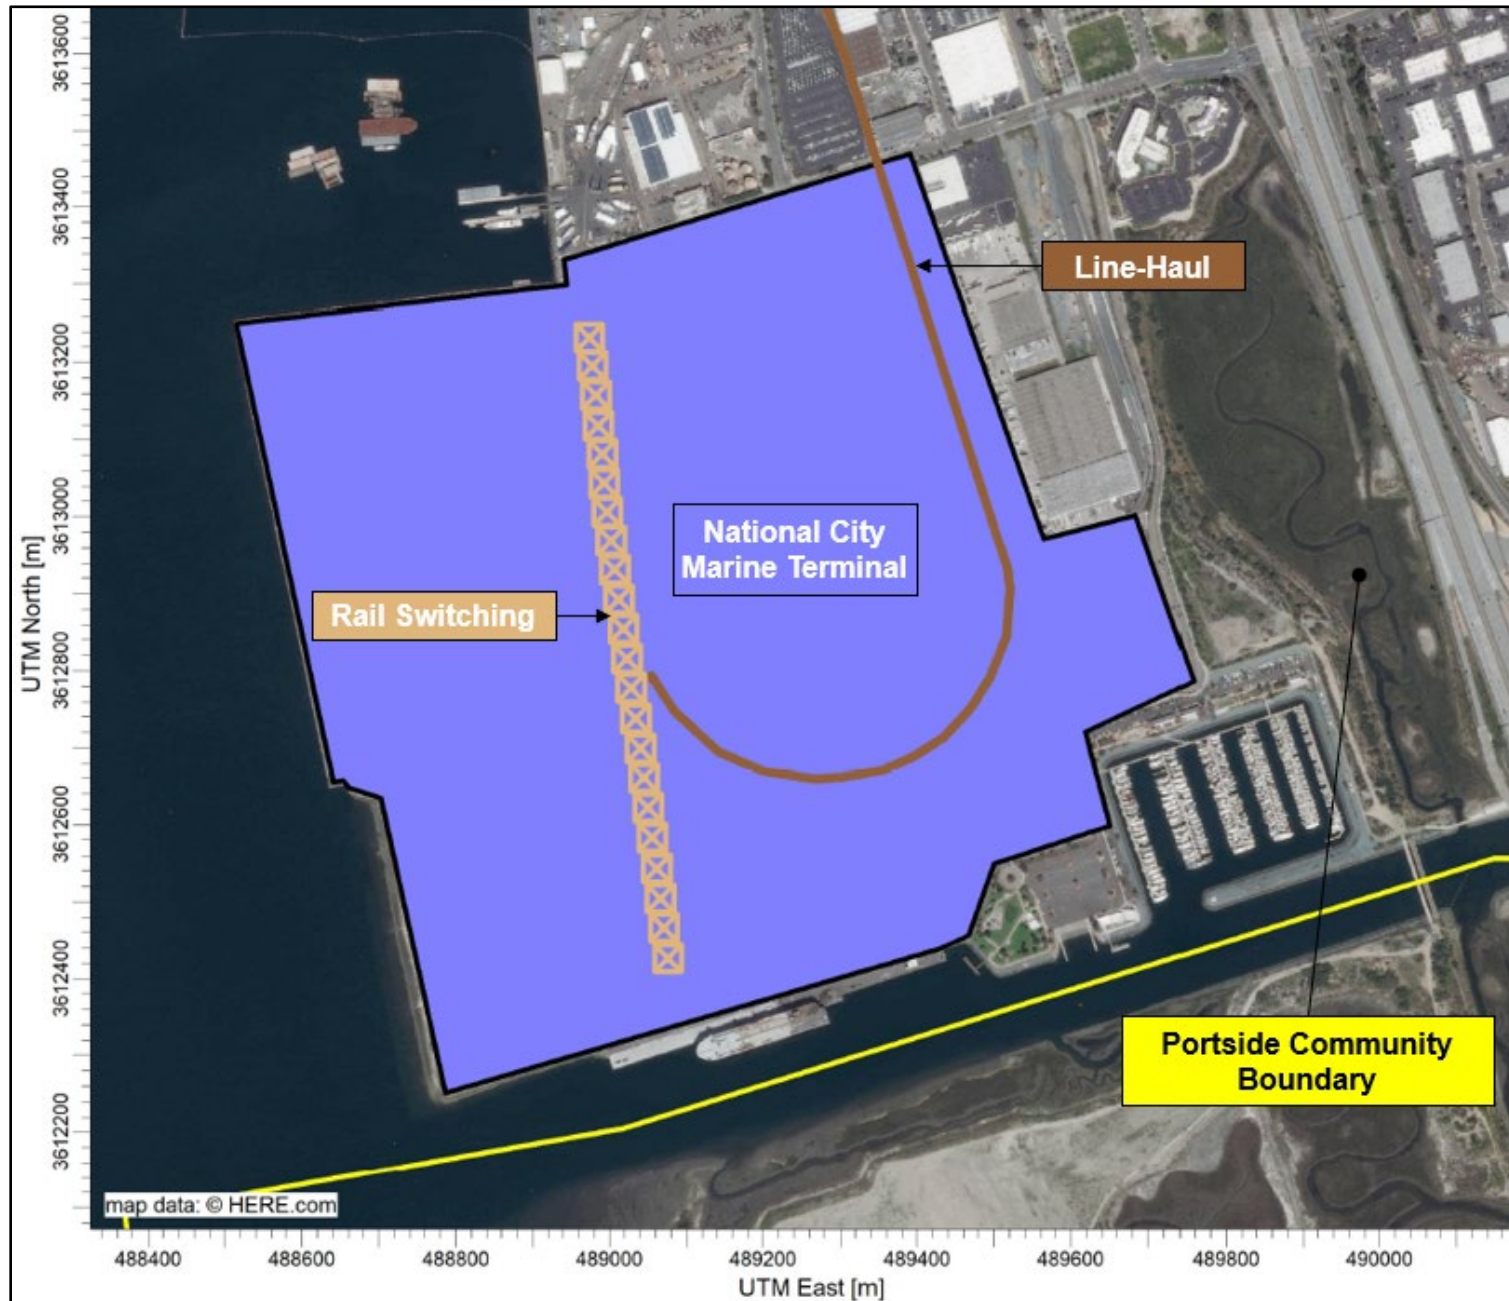 Line-Haul
National City
Marine Terminal
Rail Switching
Portside Community
Boundary
map data: © HERE.com
UTM North [m]
3613600
3613400
3613200
3613000
3612800
3612600
3612400
3612200
488400
488600
488800
489000
489200
489400
489600
489800
490000
UTM East [m]